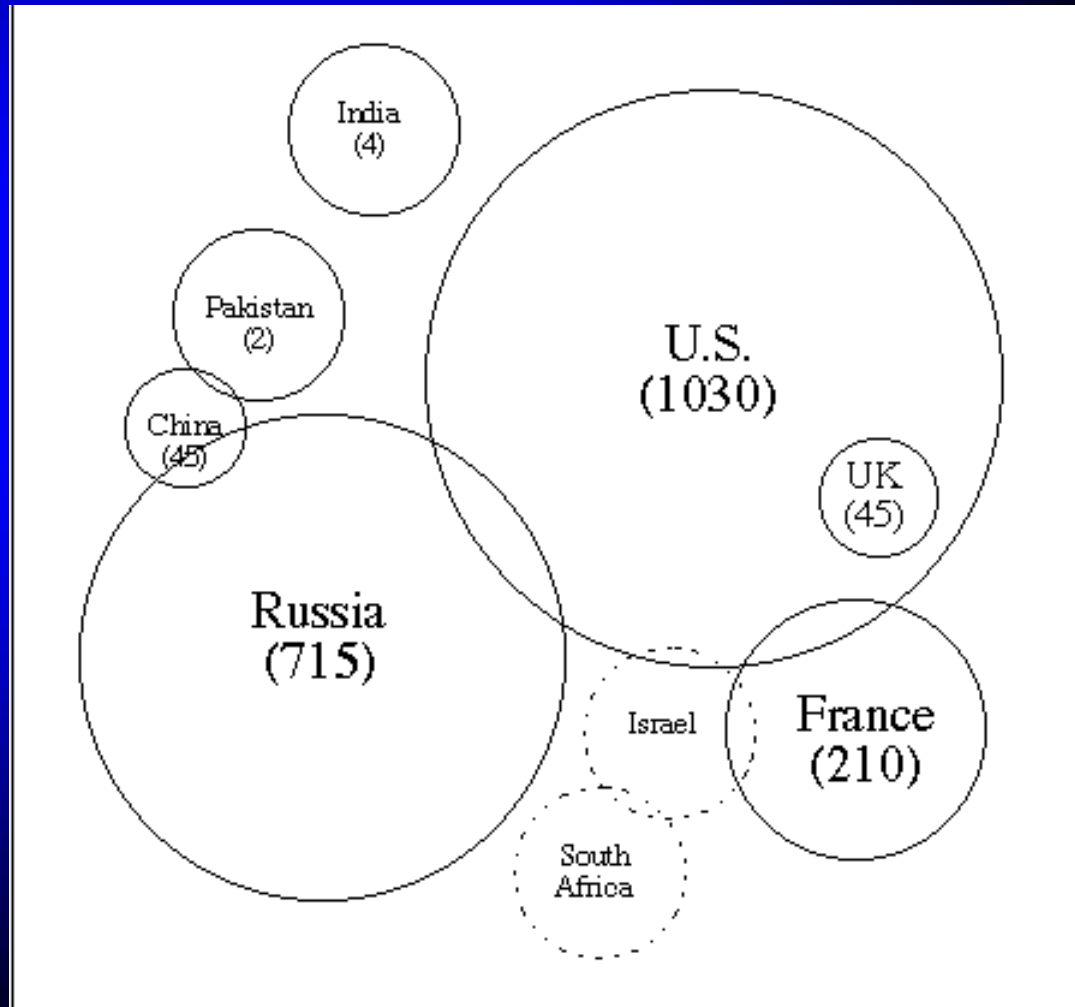 India
(4)
Pakistan
(2)
U.S.
(1030)
China
(45)
UK
(45)
Russia
(715)
France
(210)
Israel
South
Africa